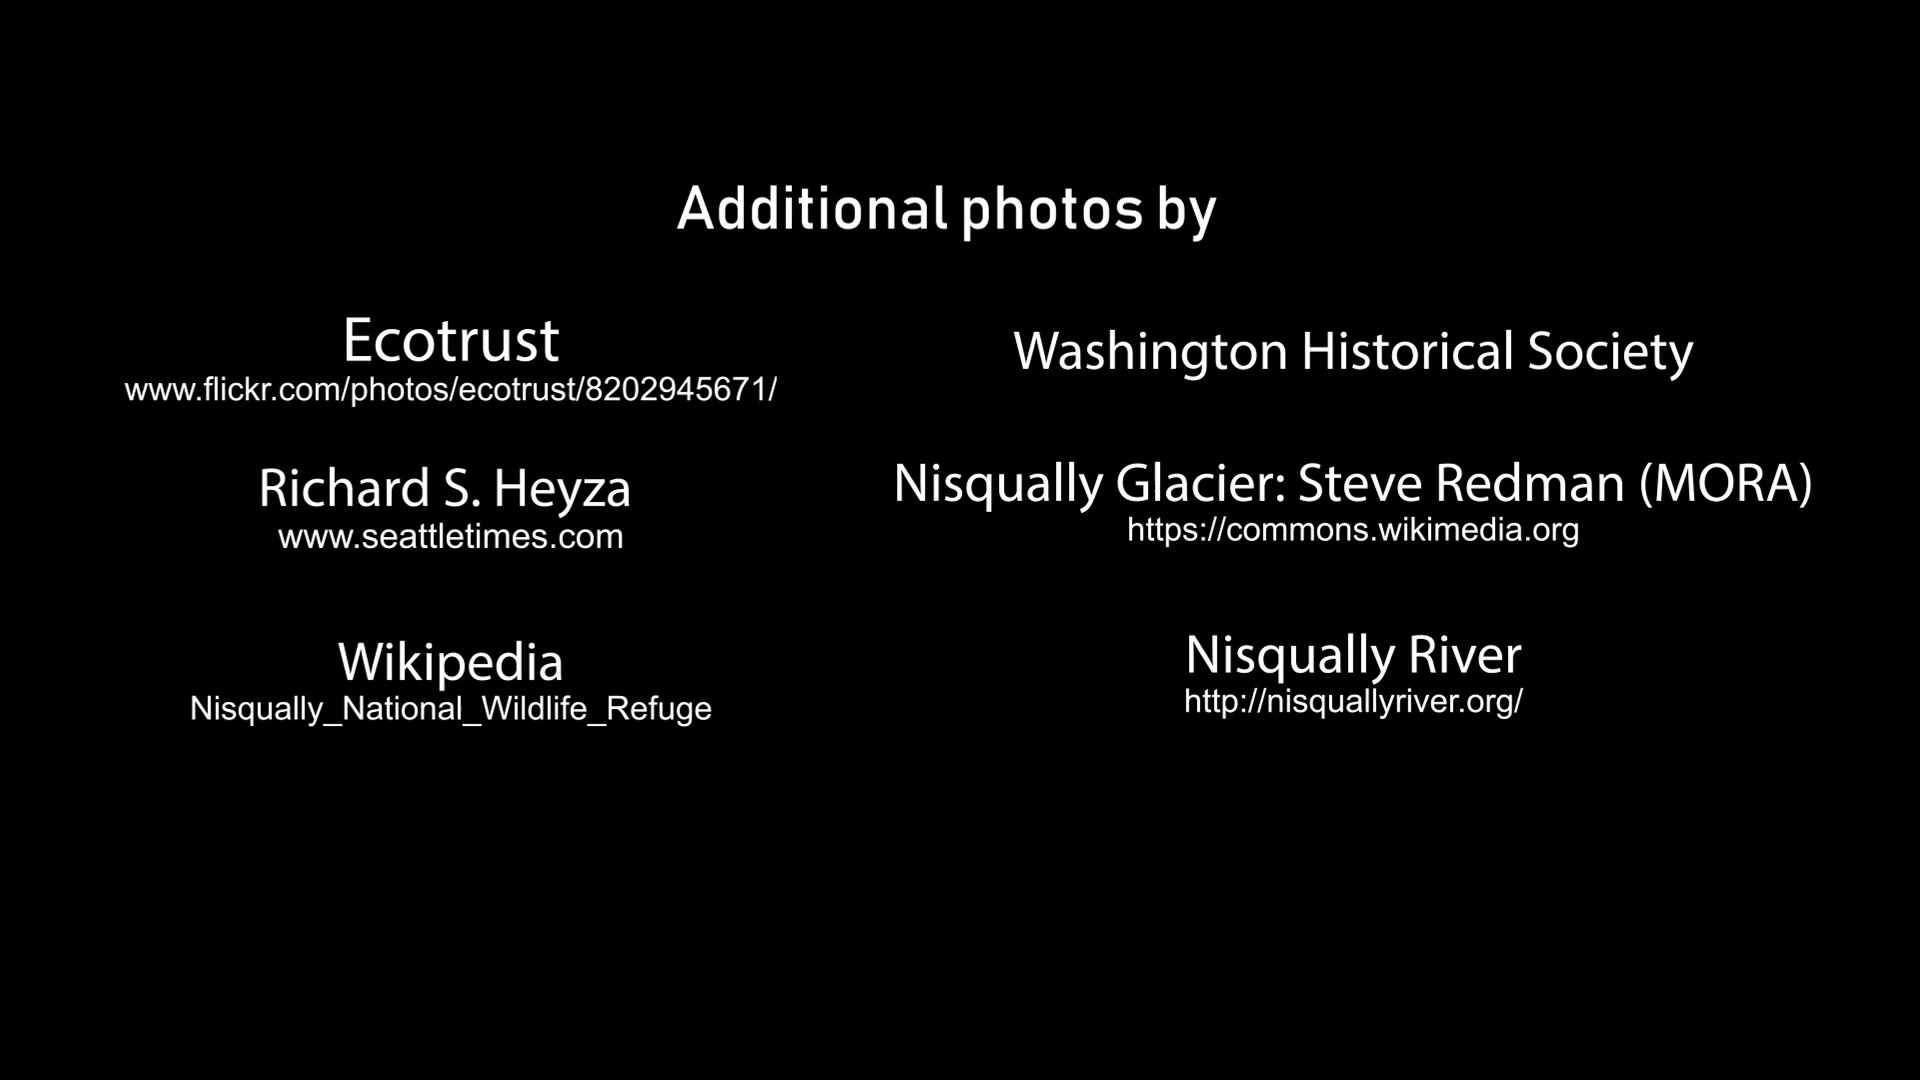 Additional photos by
Ecotrust
www.flickr.com/photos/ecotrust/8202945671/
Richard S. Heyza
www.seattletimes.com
Wikipedia
Nisqually_National_Wildlife_Refuge
Washington Historical Society
Nisqually Glacier: Steve Redman (MORA)
https://commons.wikimedia.org
Nisqually River
http://nisquallyriver.org/